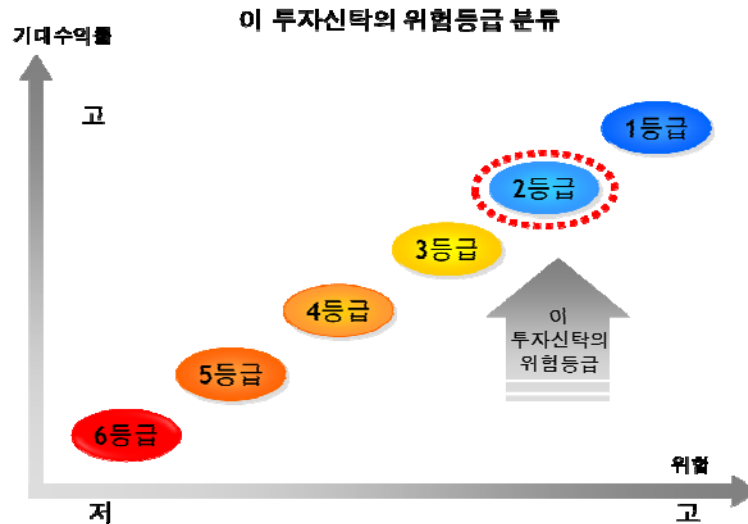 이 투자신탁의 위험등급 분류
기대수익률
고
1등급
2등급
3등급
4등급
5등급
6등급
이
투자신탁의
위험등급
위험
저
고